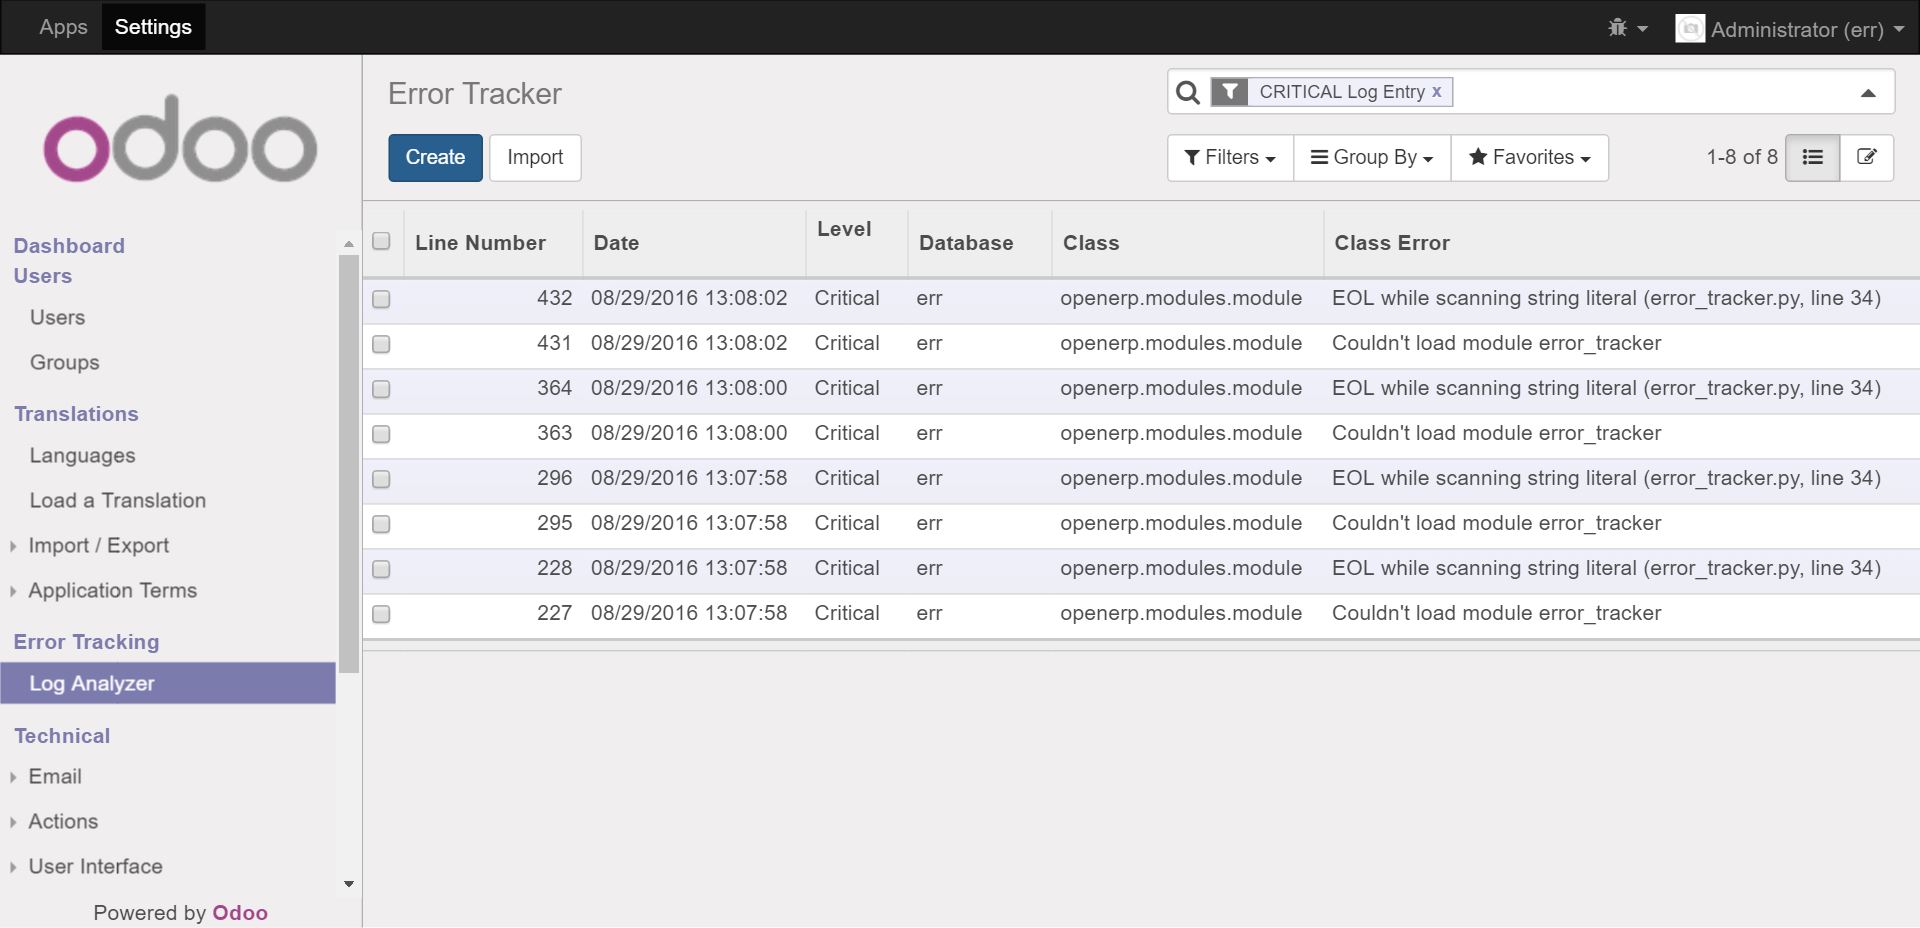 Apps Settings Administrator (err)
odoo
Dashboard
Users
Users
Groups
Translations
Languages
Load a Translation
Import / Export
Application Terms
Error Tracking
Log Analyzer
Technical
Email
Actions
User Interface
Powered by Odoo
Error Tracker
CRITICAL Log Entry x
Create Import
Filters Group By Favorites 1-8 of 8
Line Number Date Level Database Class Class Error
432 08/29/2016 13:08:02 Critical err openerp.modules.module EOL while scanning string literal (error_tracker.py, line 34)
431 08/29/2016 13:08:02 Critical err openerp.modules.module Couldn't load module error_tracker
364 08/29/2016 13:08:00 Critical err openerp.modules.module EOL while scanning string literal (error_tracker.py, line 34)
363 08/29/2016 13:08:00 Critical err openerp.modules.module Couldn't load module error_tracker
296 08/29/2016 13:07:58 Critical err openerp.modules.module EOL while scanning string literal (error_tracker.py, line 34)
295 08/29/2016 13:07:58 Critical err openerp.modules.module Couldn't load module error_tracker
228 08/29/2016 13:07:58 Critical err openerp.modules.module EOL while scanning string literal (error_tracker.py, line 34)
227 08/29/2016 13:07:58 Critical err openerp.modules.module Couldn't load module error_tracker